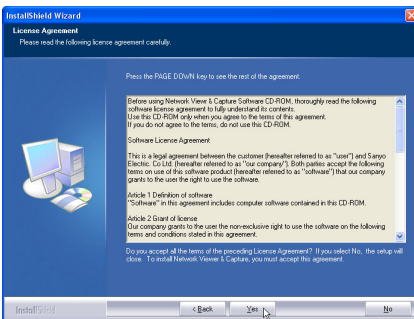 InstallShield Wizard
License Agreement
Please read the following license agreement carefully.
Press the PAGE DOWN key to see the rest of the agreement.
Before using Network View & Capture Software CD-ROM, thoroughly read the following
software license agreement to fully understand its contents.
Use this CD-ROM only when you agree to the terms of this agreement.
If you do not agree to the terms, do not use this CD-ROM.
Software License Agreement
This is a legal agreement between the customer (hereafter referred to as "user") and Sanyo
Electric. Co Ltd. (hereafter referred to as "our company"). Both parties accept the following
terms on use of this software product (hereafter referred to as "software") that our company
grants to the user the right to use the software.
Article 1 Definition of software
"Software" in this agreement includes computer software contained in this CD-ROM.
Article 2 Grant of license
Our company grants to the user the non-exclusive right to use the software on the following
terms and conditions stated in this agreement.
Do you accept all the terms of the preceding License Agreement? If you select No, the setup will
close. To install Network Viewer & Capture, you must accept this agreement.
InstallShield
< Back
Yes
No